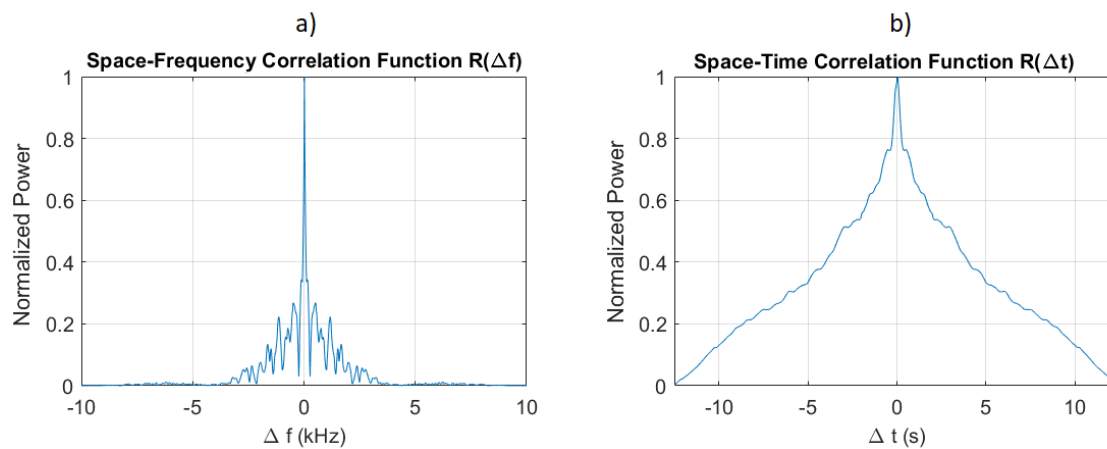 a)
Space-Frequency Correlation Function R(Δf)
1
0.8
0.6
0.4
0.2
0
Normalized Power
-10 -5 0 5 10
Δ f (kHz)
b)
Space-Time Correlation Function R(Δt)
1
0.8
0.6
0.4
0.2
0
Normalized Power
-10 -5 0 5 10
Δ t (s)